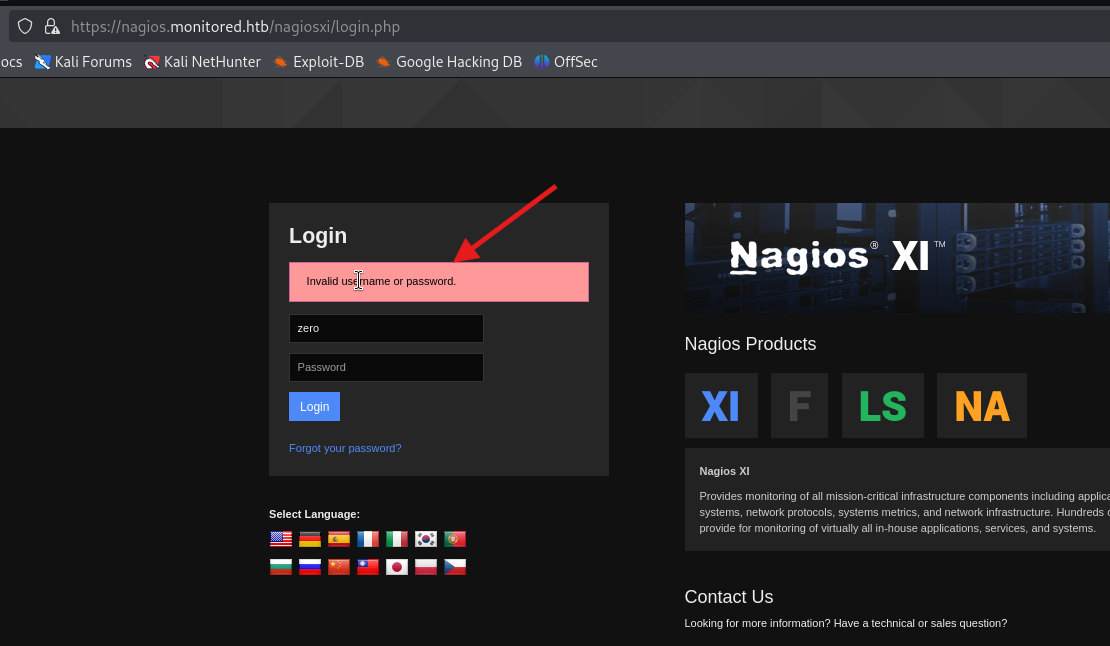 https://nagios.monitored.htb/nagiosxi/login.php
ocs Kali Forums Kali NetHunter Exploit-DB Google Hacking DB OffSec
Login
Invalid username or password.
zero
Password
Login
Forgot your password?
Select Language:
Nagios® XI™
Nagios Products
XI F LS NA
Nagios XI
Provides monitoring of all mission-critical infrastructure components including applica
systems, network protocols, systems metrics, and network infrastructure. Hundreds
provide for monitoring of virtually all in-house applications, services, and systems.
Contact Us
Looking for more information? Have a technical or sales question?